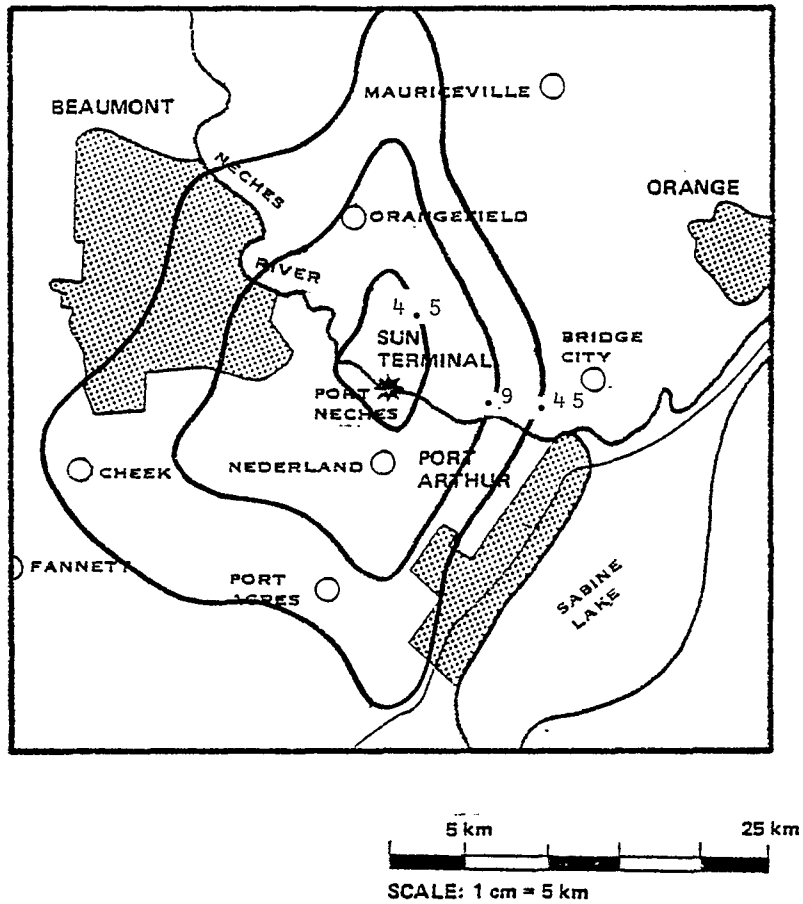 MAURICEVILLE
BEAUMONT
NECHES
ORANGE
ORANGEFIELD
RIVER
4.5
SUN
TERMINAL
BRIDGE
CITY
PORT
NECHES
.9
.45
NEDERLAND
PORT
ARTHUR
CHEEK
FANNETT
PORT
ACRES
SABINE
LAKE
5 km
25 km
SCALE: 1 cm = 5 km